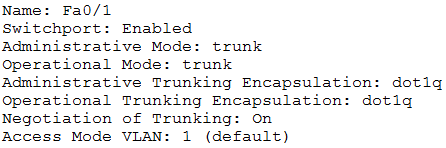 Name: Fa0/1
Switchport: Enabled
Administrative Mode: trunk
Operational Mode: trunk
Administrative Trunking Encapsulation: dot1q
Operational Trunking Encapsulation: dot1q
Negotiation of Trunking: On
Access Mode VLAN: 1 (default)